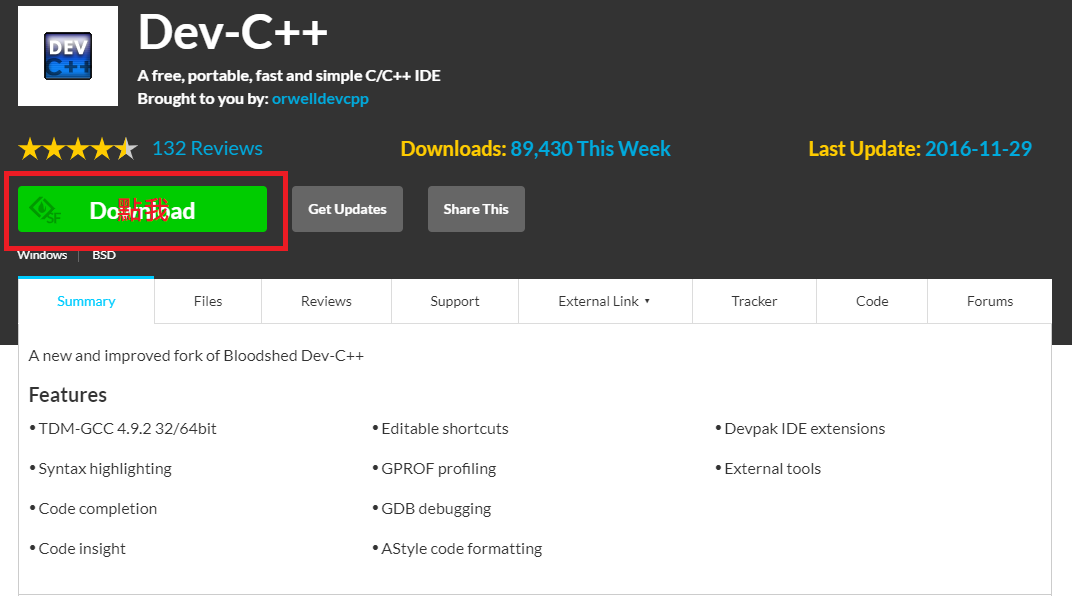 DEV
C++
Dev-C++
A free, portable, fast and simple C/C++ IDE
Brought to you by: orwelldevcpp
132 Reviews
Downloads: 89,430 This Week
Last Update: 2016-11-29
SF
Download
點我
Get Updates
Share This
Windows
BSD
Summary
Files
Reviews
Support
External Link ▾
Tracker
Code
Forums
A new and improved fork of Bloodshed Dev-C++
Features
• TDM-GCC 4.9.2 32/64bit
• Syntax highlighting
• Code completion
• Code insight
• Editable shortcuts
• GPROF profiling
• GDB debugging
• AStyle code formatting
• Devpak IDE extensions
• External tools